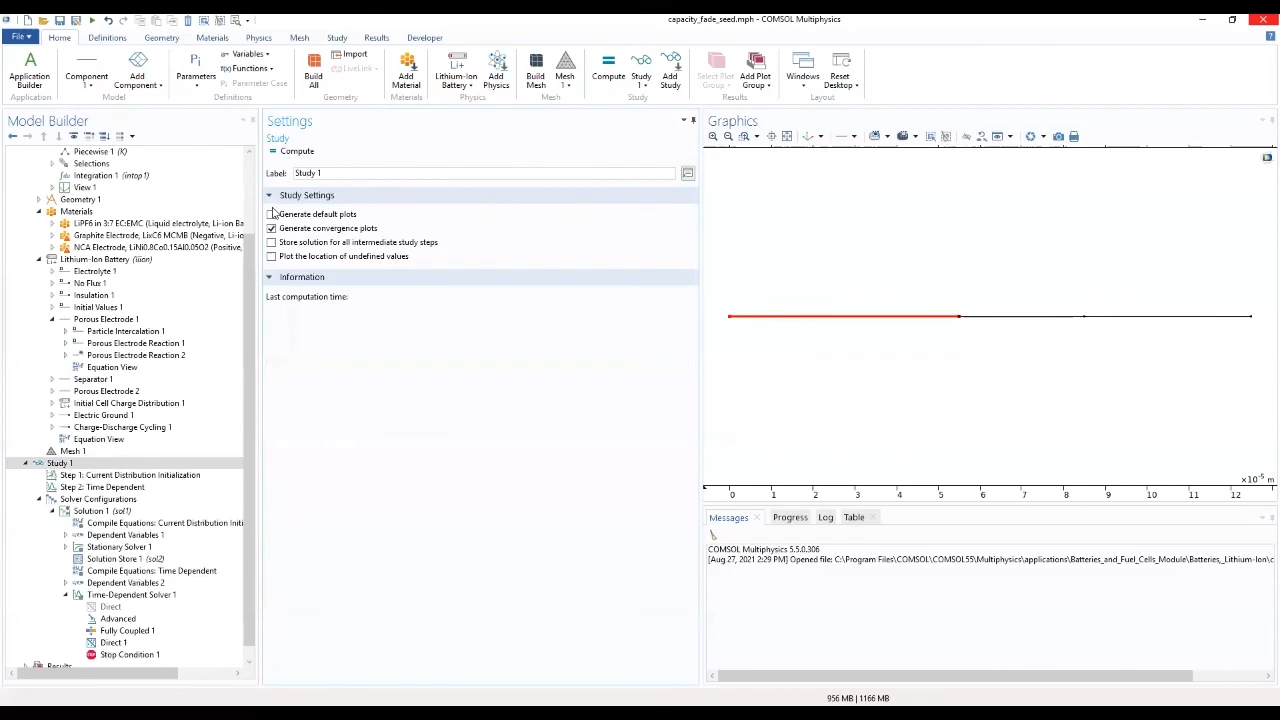 capacity_fade_seed.mph - COMSOL Multiphysics
File Home Definitions Geometry Materials Physics Mesh Study Results Developer
Application Builder
Component 1
Add Component
Parameters
Variables
Functions
Parameter Case
Build All
Import
LiveLink
Add Material
Lithium-Ion Battery
Add Physics
Build Mesh
Mesh 1
Compute
Study 1
Add Study
Select Plot Group
Add Plot Group
Windows
Reset Desktop
Application Model Definitions Geometry Materials Physics Mesh Study Results Layout
Model Builder
Piecewise 1 (K)
Selections
Integration 1 (intop1)
View 1
Geometry 1
Materials
LiPF6 in 3:7 EC:EMC (Liquid electrolyte, Li-ion Ba
Graphite Electrode, LixC6 MCMB (Negative, Li-io
NCA Electrode, LiNi0.8Co0.15Al0.05O2 (Positive,
Lithium-Ion Battery (liion)
Electrolyte 1
No Flux 1
Insulation 1
Initial Values 1
Porous Electrode 1
Particle Intercalation 1
Porous Electrode Reaction 1
Porous Electrode Reaction 2
Equation View
Separator 1
Porous Electrode 2
Initial Cell Charge Distribution 1
Electric Ground 1
Charge-Discharge Cycling 1
Equation View
Mesh 1
Study 1
Step 1: Current Distribution Initialization
Step 2: Time Dependent
Solver Configurations
Solution 1 (sol1)
Compile Equations: Current Distribution Initi
Dependent Variables 1
Stationary Solver 1
Solution Store 1 (sol2)
Compile Equations: Time Dependent
Dependent Variables 2
Time-Dependent Solver 1
Direct
Advanced
Fully Coupled 1
Direct 1
Stop Condition 1
Results
Settings
Study
= Compute
Label: Study 1
Study Settings
Generate default plots
Generate convergence plots
Store solution for all intermediate study steps
Plot the location of undefined values
Information
Last computation time:
Graphics
×10⁻⁵ m
0 1 2 3 4 5 6 7 8 9 10 11 12
Messages Progress Log Table
COMSOL Multiphysics 5.5.0.306
[Aug 27, 2021 2:29 PM] Opened file: C:\Program Files\COMSOL\COMSOL55\Multiphysics\applications\Batteries_and_Fuel_Cells_Module\Batteries,_Lithium-Ion\c
956 MB | 1166 MB